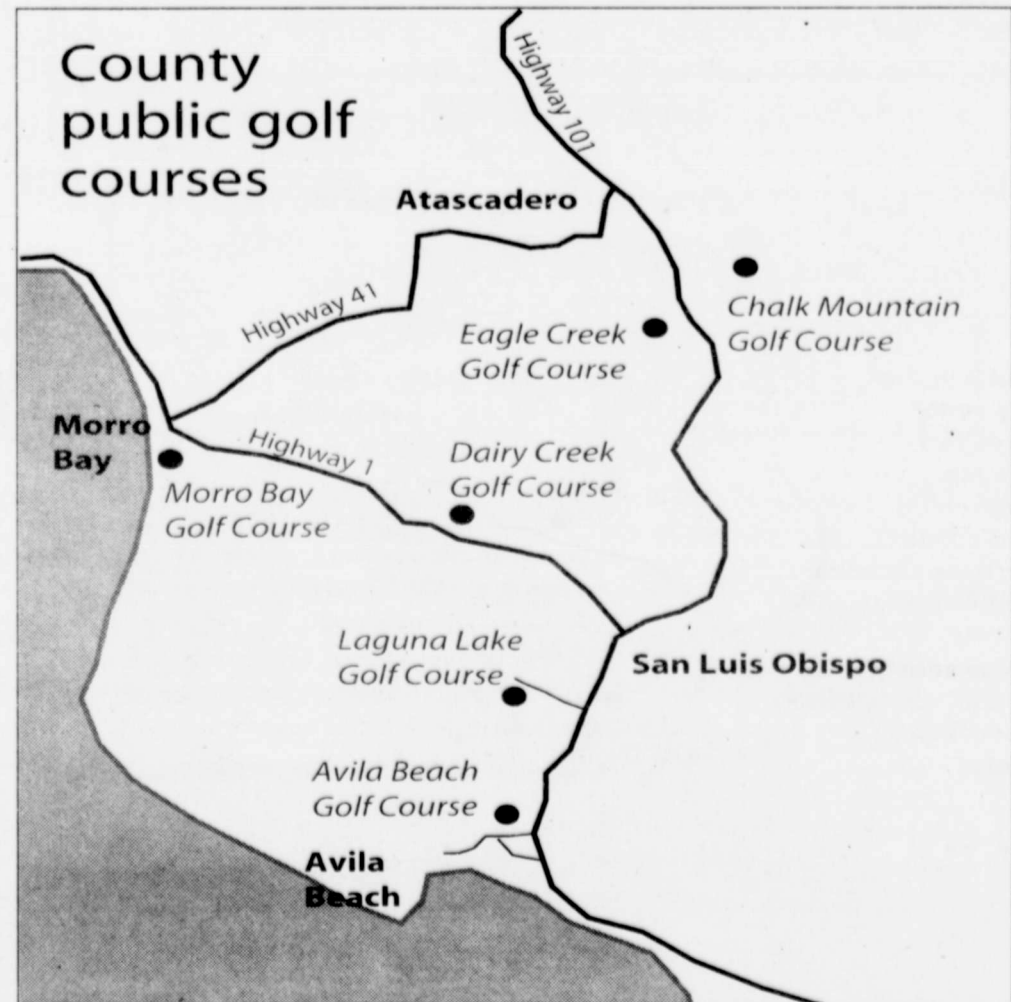 County
public golf
courses
Highway 101
Atascadero
Highway 41
Chalk Mountain
Golf Course
Eagle Creek
Golf Course
Morro
Bay
Highway 1
Dairy Creek
Golf Course
Morro Bay
Golf Course
Laguna Lake
Golf Course
San Luis Obispo
Avila Beach
Golf Course
Avila
Beach